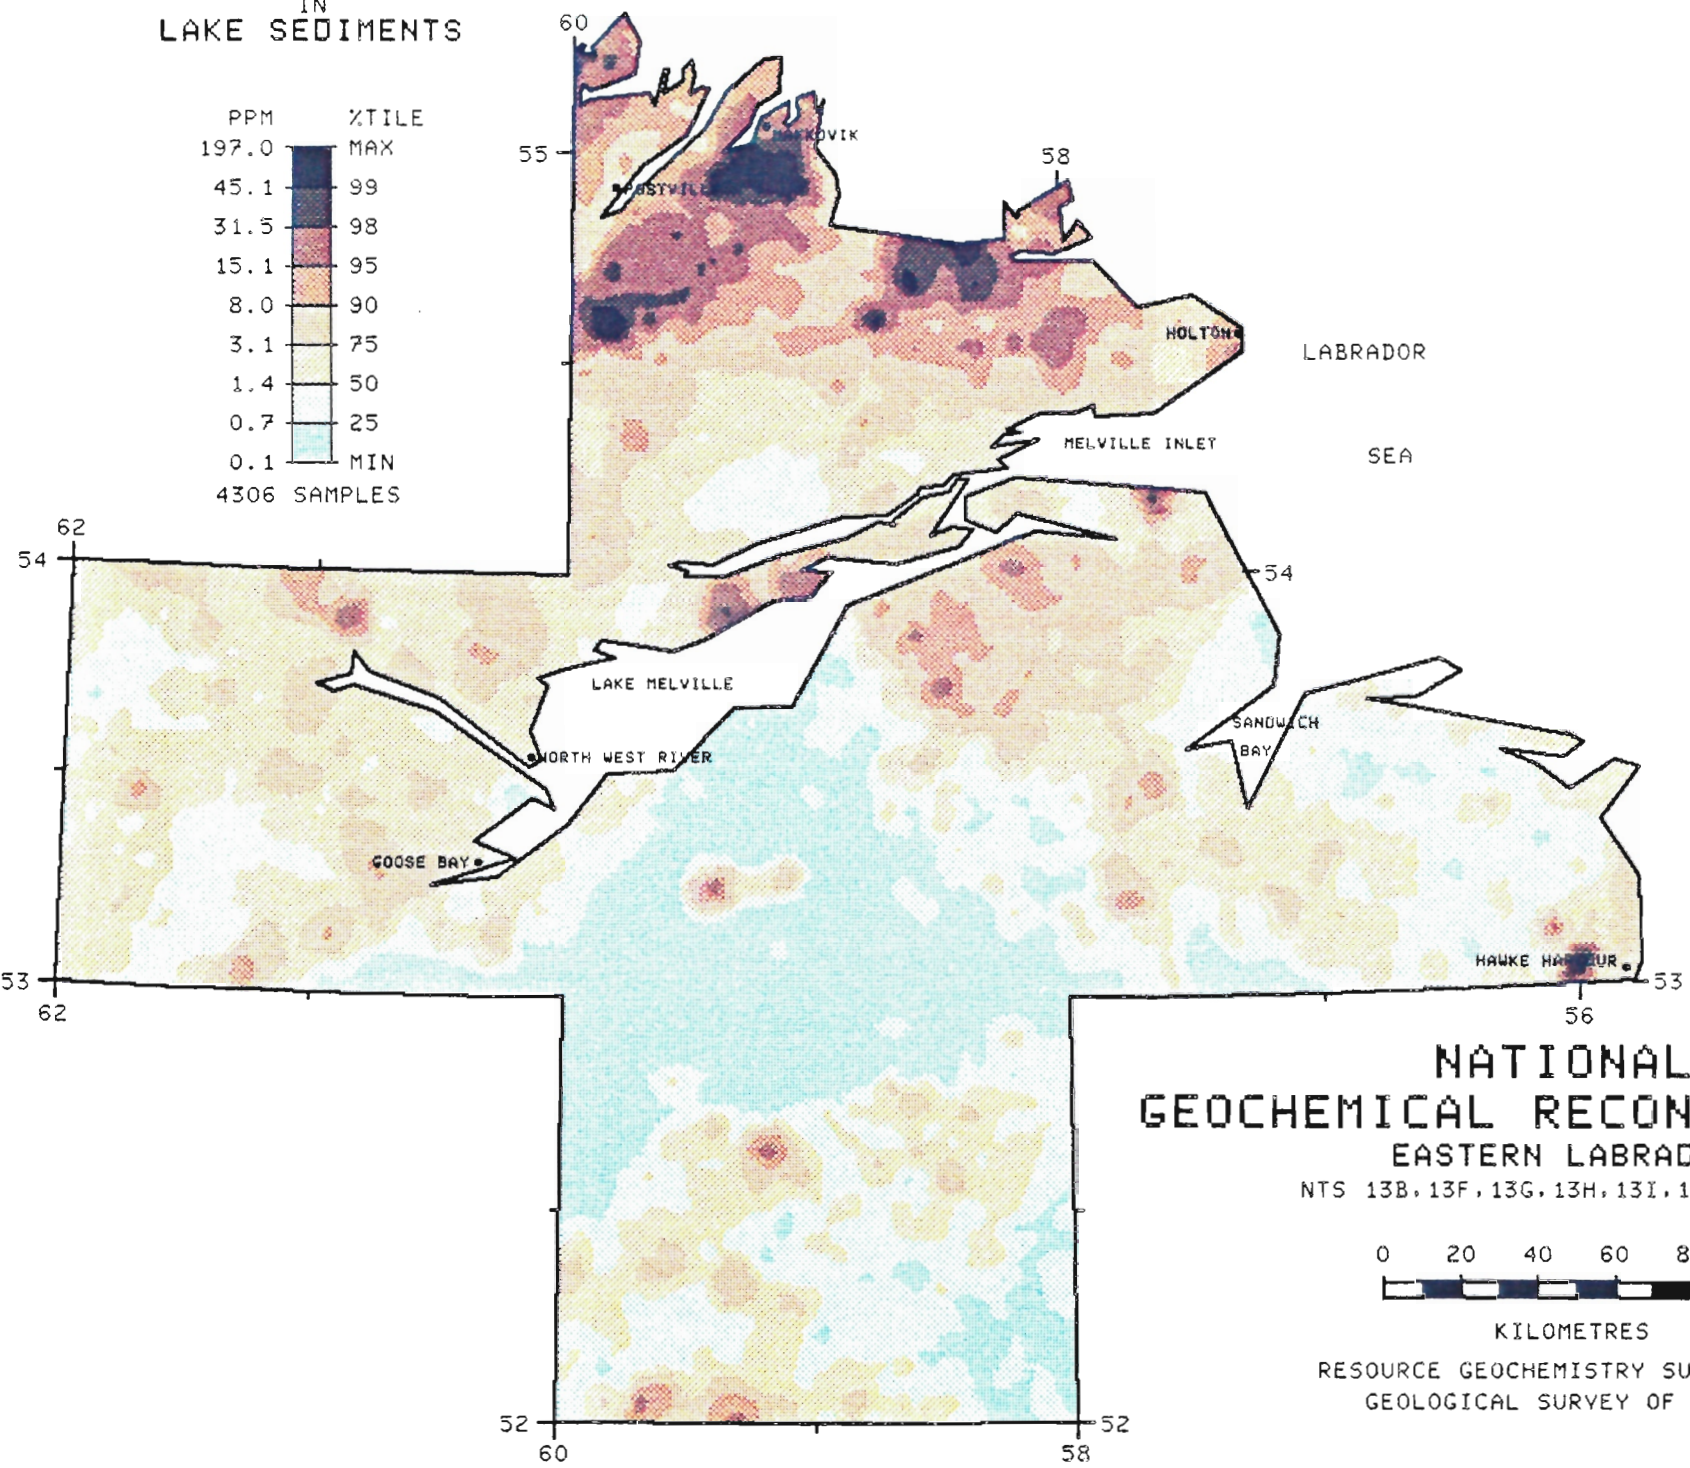 IN
LAKE SEDIMENTS
PPM %TILE
197.0 MAX
45.1 99
31.5 98
15.1 95
8.0 90
3.1 75
1.4 50
0.7 25
0.1 MIN
4306 SAMPLES
60
55
MAKKOVIK
58
POSTVILLE
HOLTON
LABRADOR
SEA
MELVILLE INLET
62
54
54
LAKE MELVILLE
SANDWICH
BAY
NORTH WEST RIVER
GOOSE BAY
HAWKE HARBOUR
53
53
62
56
NATIONAL
GEOCHEMICAL RECON
EASTERN LABRAD
NTS 13B, 13F, 13G, 13H, 13I, 1
0 20 40 60 8
KILOMETRES
RESOURCE GEOCHEMISTRY SU
GEOLOGICAL SURVEY OF
52
52
60
58